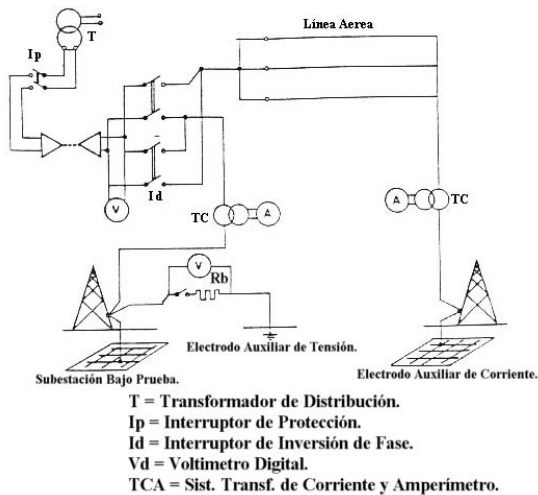 T
Línea Aerea
Ip
V
Id
TC
A
A
TC
V
Rb
Electrodo Auxiliar de Tensión.
Subestación Bajo Prueba.
Electrodo Auxiliar de Corriente.
T = Transformador de Distribución.
Ip = Interruptor de Protección.
Id = Interruptor de Inversión de Fase.
Vd = Voltimetro Digital.
TCA = Sist. Transf. de Corriente y Amperímetro.